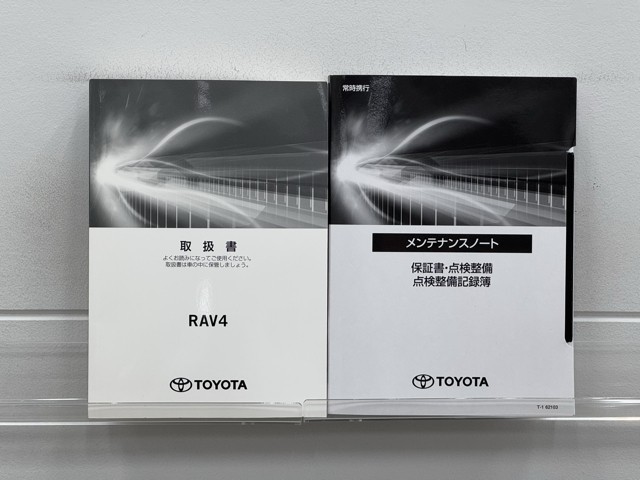 取扱書
よくお読みになってご使用ください。
取扱書は車の中に保管しましょう。
RAV4
TOYOTA
常時携行
メンテナンスノート
保証書・点検整備
点検整備記録簿
TOYOTA
T-1 62103